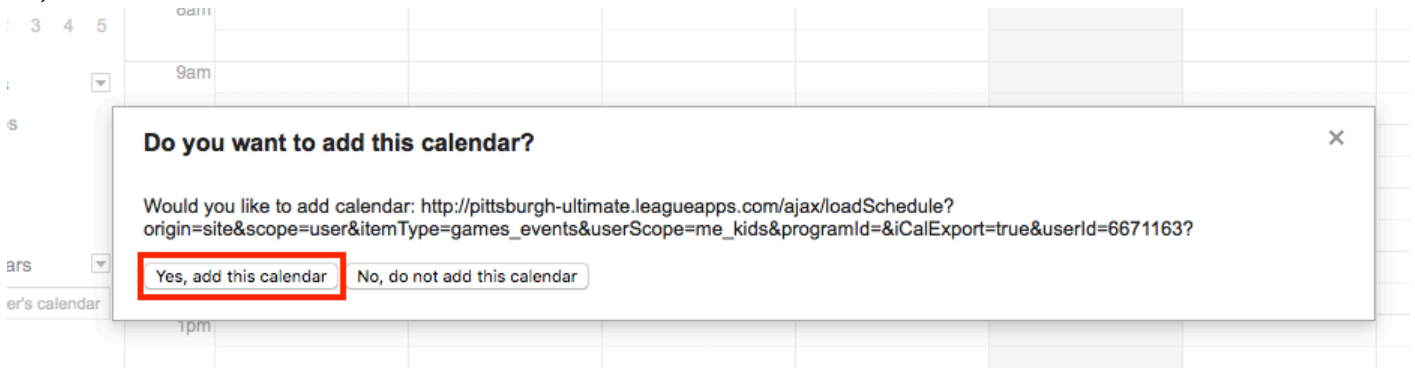 3 4 5
9am
Do you want to add this calendar?
Would you like to add calendar: http://pittsburgh-ultimate.leagueapps.com/ajax/loadSchedule?
origin=site&scope=user&itemType=games_events&userScope=me_kids&programId=&iCalExport=true&userId=6671163?
Yes, add this calendar No, do not add this calendar
er's calendar
1pm